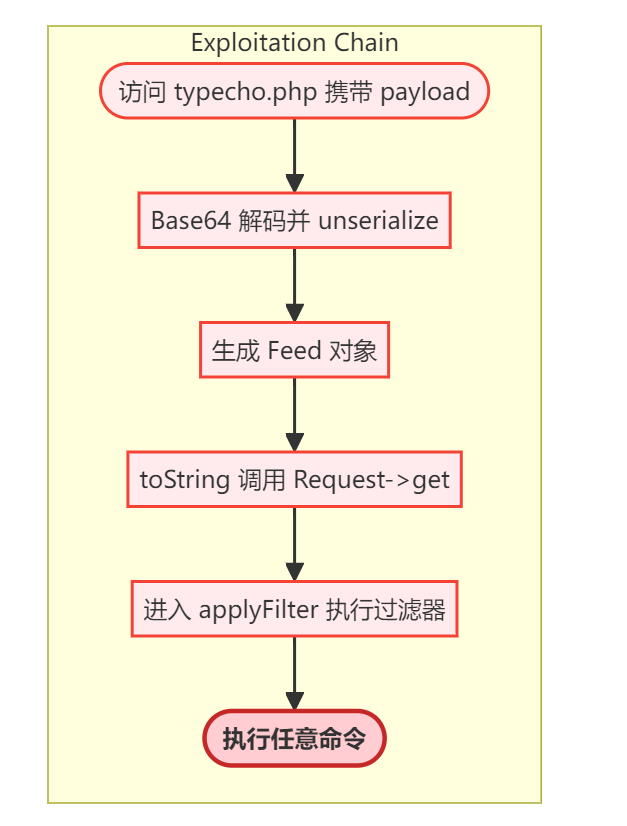 Exploitation Chain
访问 typecho.php 携带 payload
Base64 解码并 unserialize
生成 Feed 对象
toString 调用 Request->get
进入 applyFilter 执行过滤器
执行任意命令